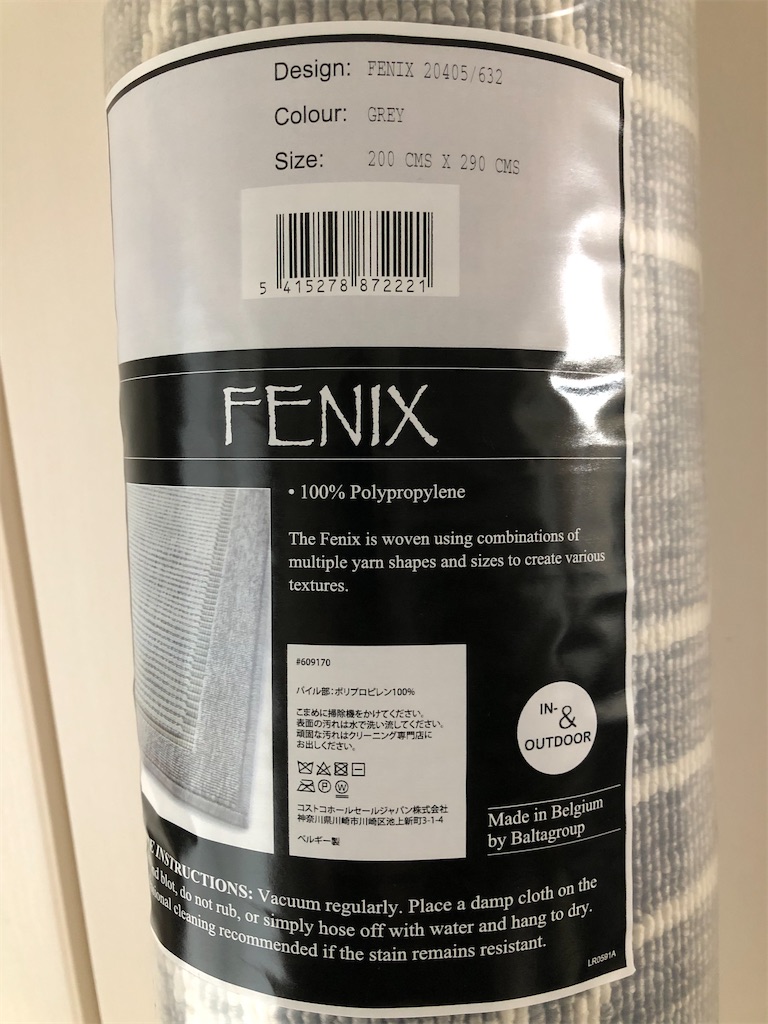 Design: FENIX 20405/632
Colour: GREY
Size: 200 CMS X 290 CMS
5 415278 872221
FENIX
• 100% Polypropylene
The Fenix is woven using combinations of
multiple yarn shapes and sizes to create various
textures.
#609170
パイル部：ポリプロピレン100%
こまめに掃除機をかけてください。
表面の汚れは水で洗い流してください。
頑固な汚れはクリーニング専門店に
お出しください。
P W
コストコホールセールジャパン株式会社
神奈川県川崎市川崎区池上新町3-1-4
ベルギー製
IN-
&
OUTDOOR
Made in Belgium
by Baltagroup
INSTRUCTIONS: Vacuum regularly. Place a damp cloth on the
blot, do not rub, or simply hose off with water and hang to dry.
cleaning recommended if the stain remains resistant.
LR0591A